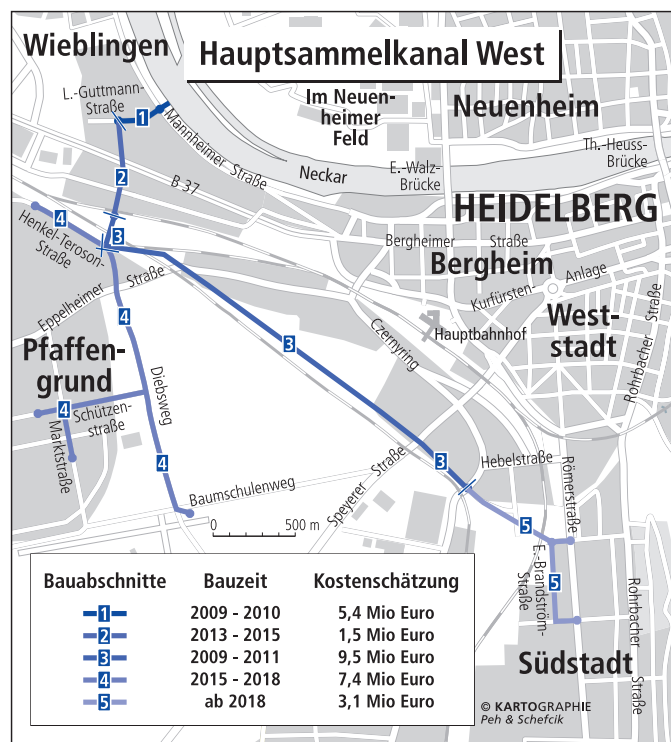 Wieblingen
Hauptsammelkanal West
L.-Guttmann-
Straße
1
Mannheimer Straße
Im Neuen-
heimer
Feld
Neuenheim
Th.-Heuss-
Brücke
2
B 37
Neckar
E.-Walz-
Brücke
HEIDELBERG
4
Henkel-Teroson-
Straße
3
Bergheimer Straße
Bergheim
Kurfürsten- Anlage
Eppelheimer Straße
4
Czernyring
Hauptbahnhof
West-
stadt
Rohrbacher Straße
3
Pfaffen-
grund
Diebsweg
4
Schützen-
straße
Marktstraße
4
3
Hebelstraße
Römerstraße
Speyerer Straße
Baumschulenweg
0 500 m
5
E.-Brandström-
Straße
5
Rohrbacher
Straße
Südstadt
Bauabschnitte Bauzeit Kostenschätzung
1 2009 - 2010 5,4 Mio Euro
2 2013 - 2015 1,5 Mio Euro
3 2009 - 2011 9,5 Mio Euro
4 2015 - 2018 7,4 Mio Euro
5 ab 2018 3,1 Mio Euro
© KARTOGRAPHIE
Peh & Schefcik